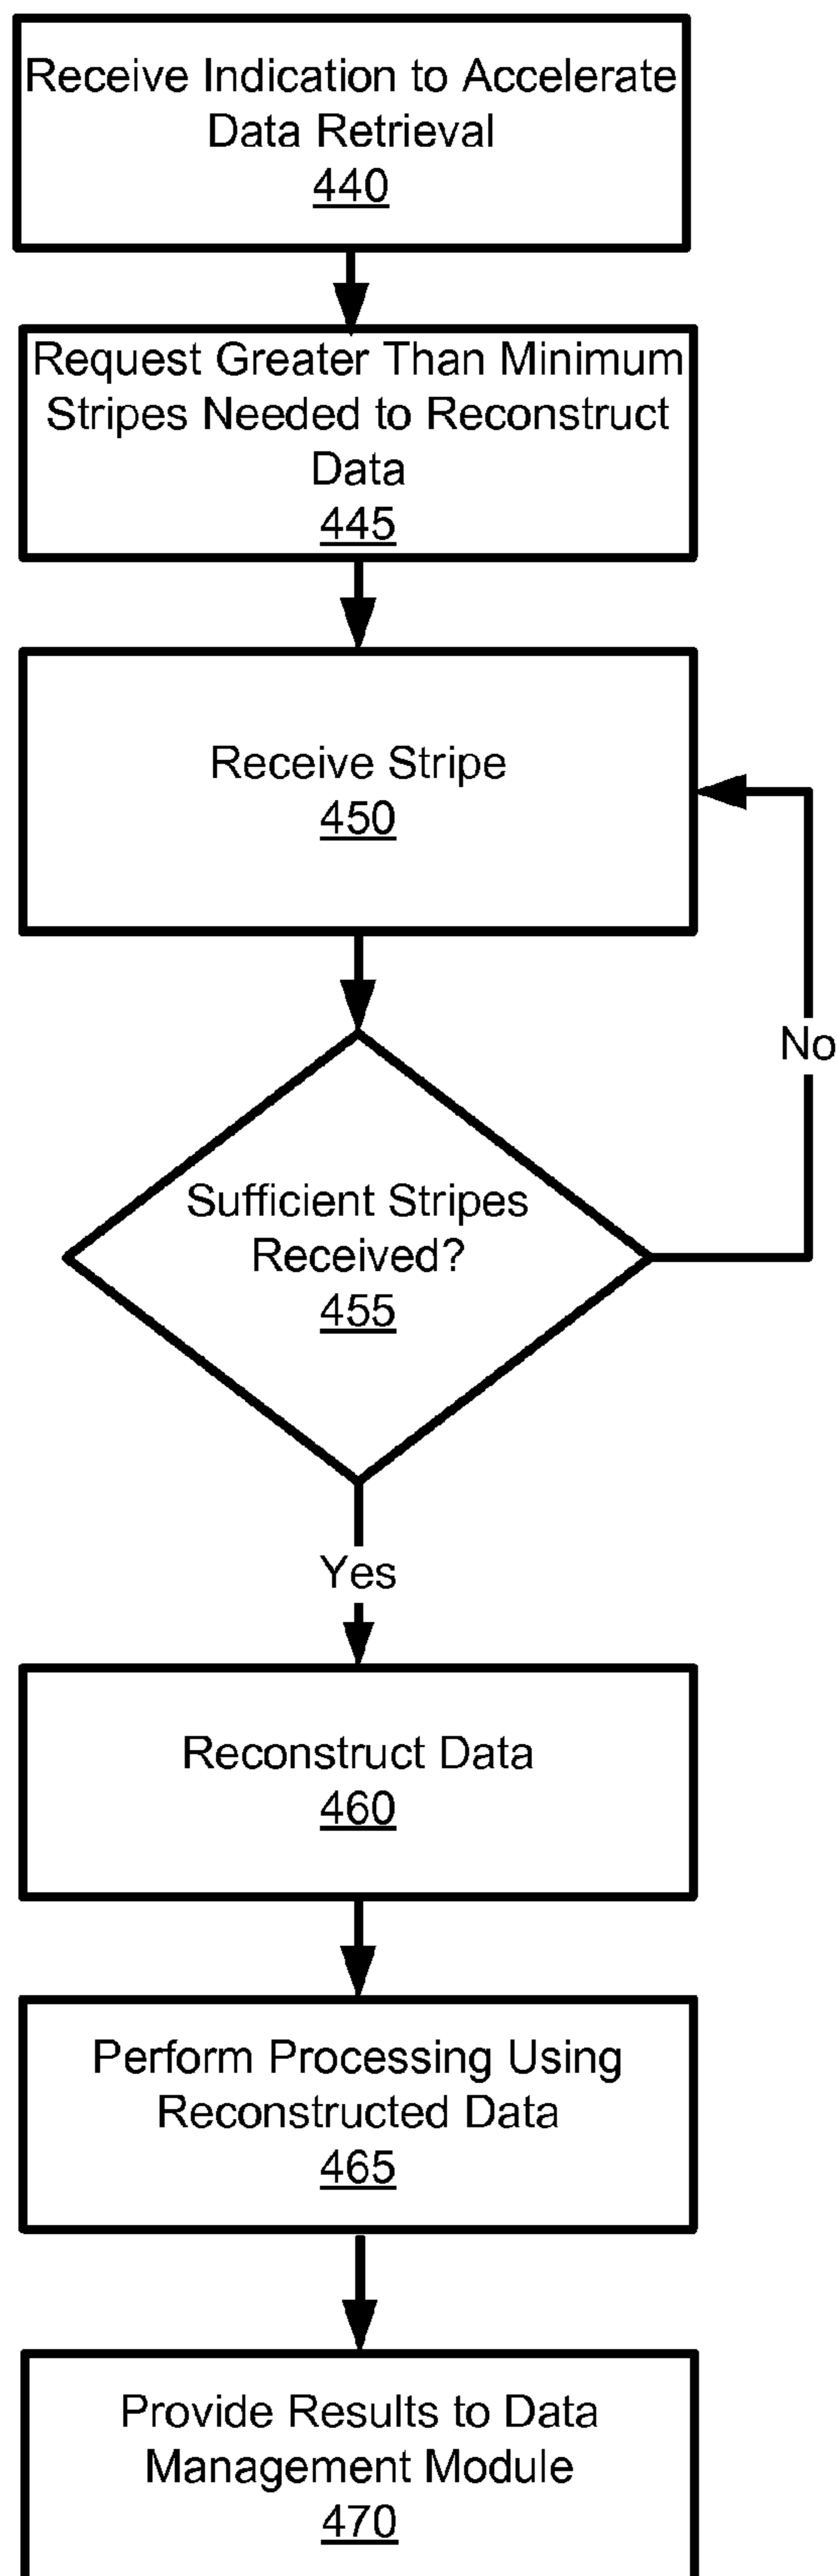 Receive Indication to Accelerate
Data Retrieval
440
Request Greater Than Minimum
Stripes Needed to Reconstruct
Data
445
Receive Stripe
450
No
Sufficient Stripes
Received?
455
Yes
Reconstruct Data
460
Perform Processing Using
Reconstructed Data
465
Provide Results to Data
Management Module
470